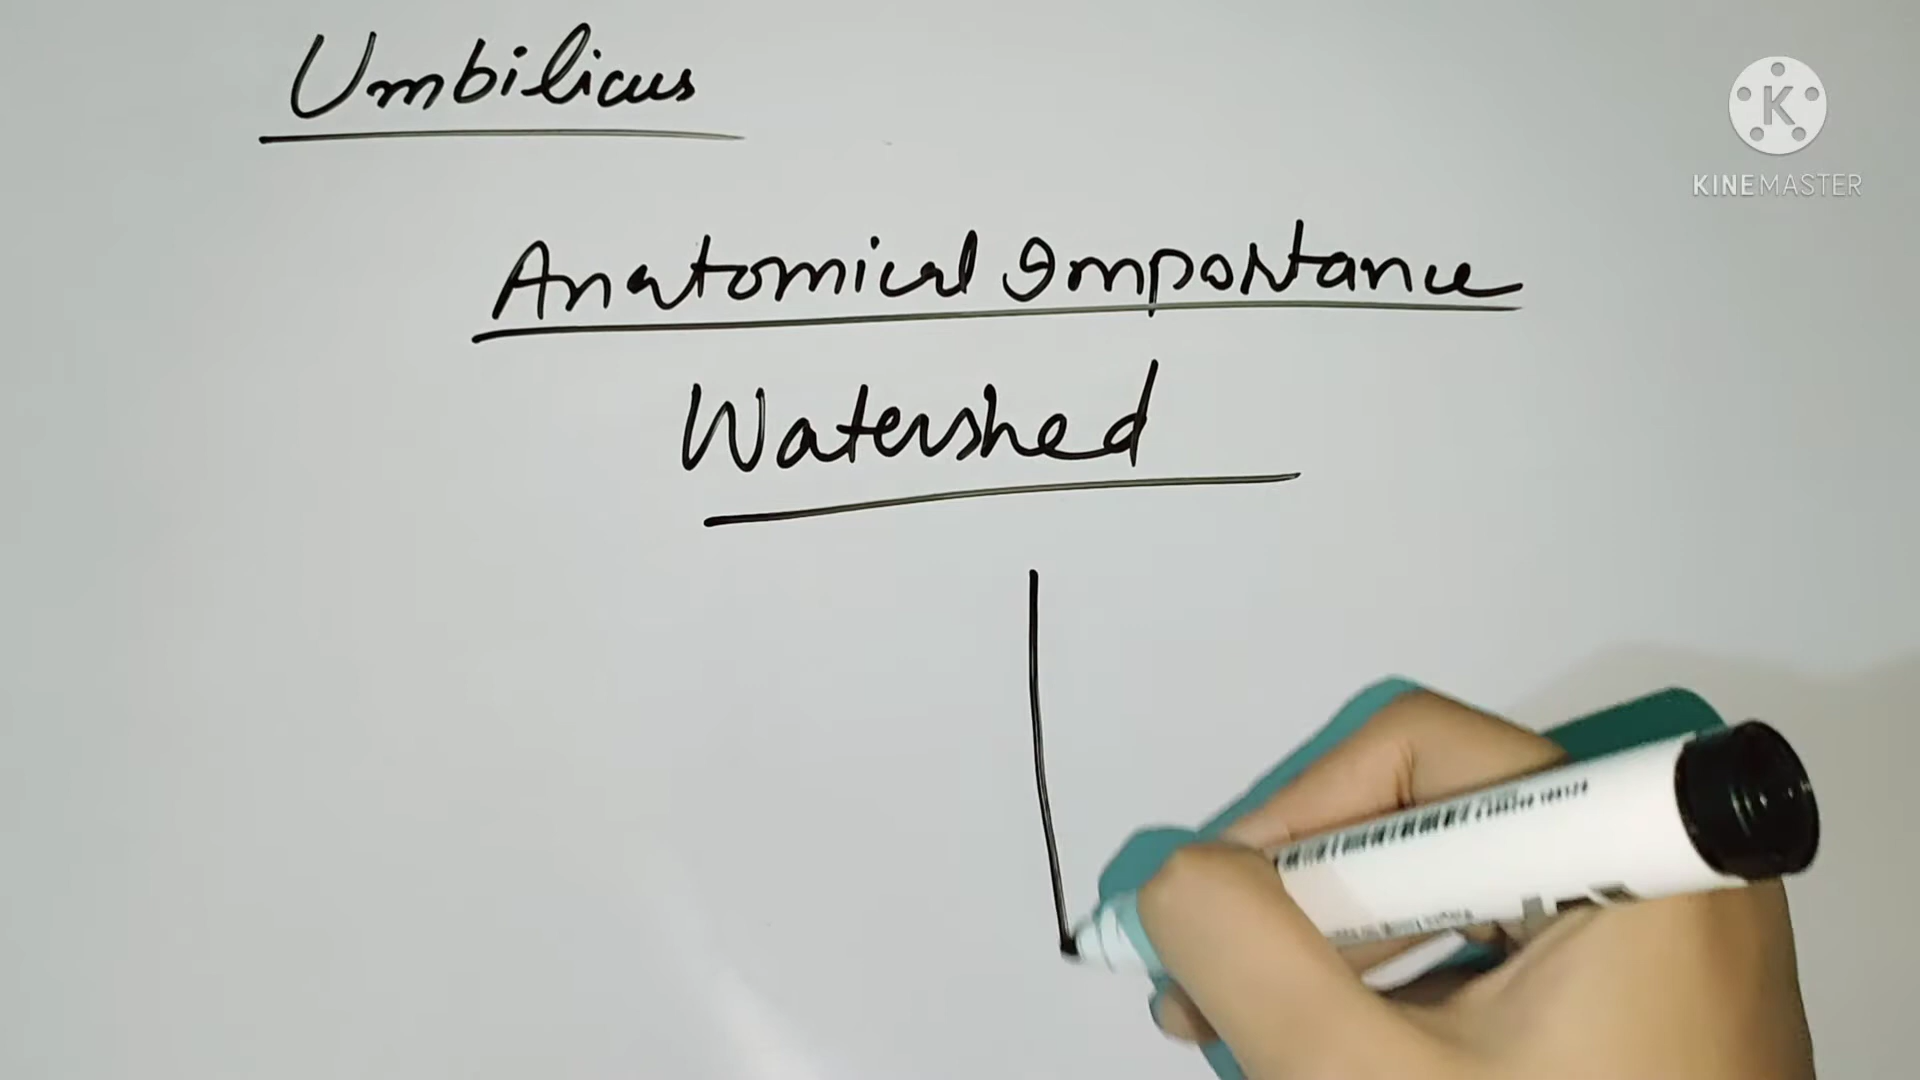 Umbilicus
K
KINEMASTER
Anatomical Importance
Watershed